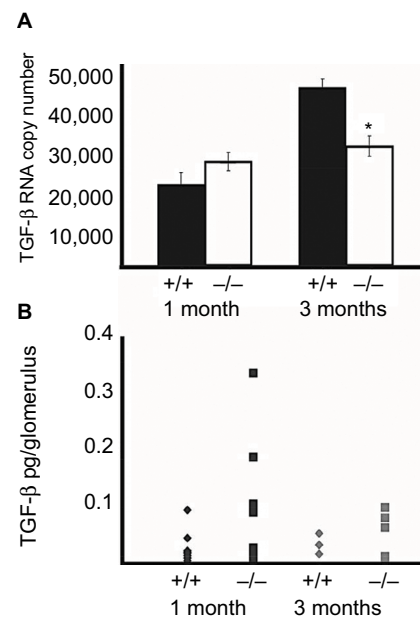 A
TGF-β RNA copy number
50,000
40,000
30,000
20,000
10,000
*
+/+ –/– +/+ –/–
1 month 3 months
B
TGF-β pg/glomerulus
0.4
0.3
0.2
0.1
+/+ –/– +/+ –/–
1 month 3 months